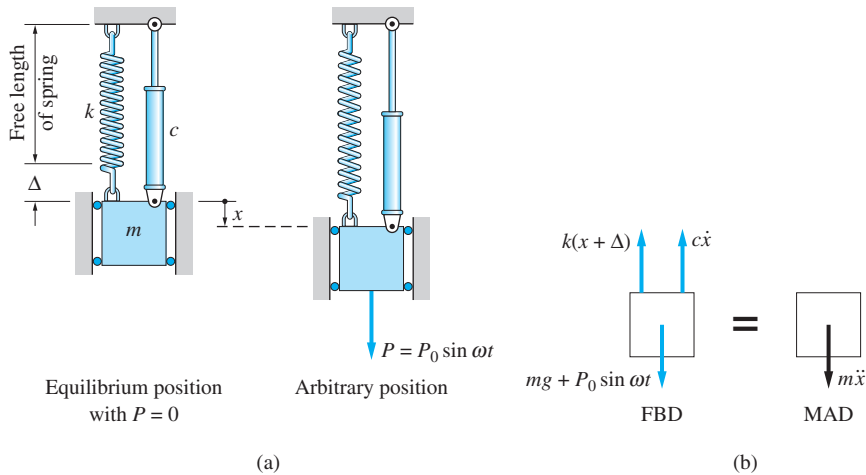 Free length
of spring
k
c
Δ
x
m
P = P₀ sin ωt
Equilibrium position
with P = 0
Arbitrary position
(a)
k(x + Δ)
cẋ
=
mg + P₀ sin ωt
mẍ
FBD
MAD
(b)